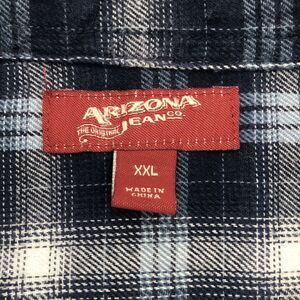 ARIZONA
THE ORIGINAL JEAN CO.
XXL
MADE IN
CHINA